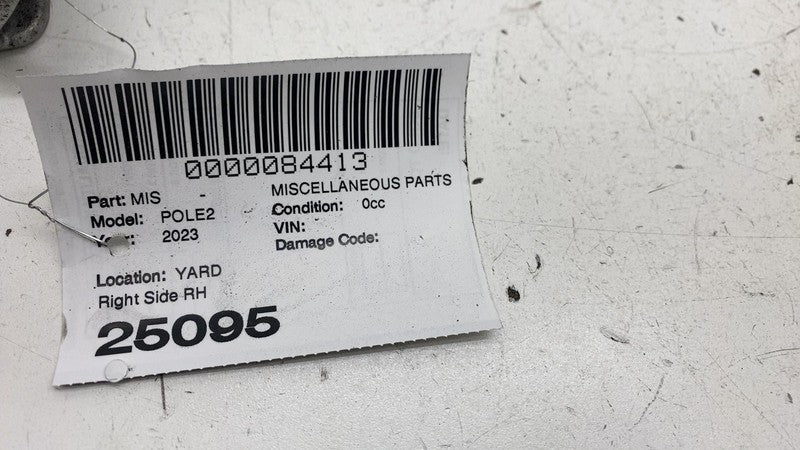 0000084413
Part: MIS - MISCELLANEOUS PARTS
Model: POLE2 Condition: 0cc
2023 VIN:
Damage Code:
Location: YARD
Right Side RH
25095